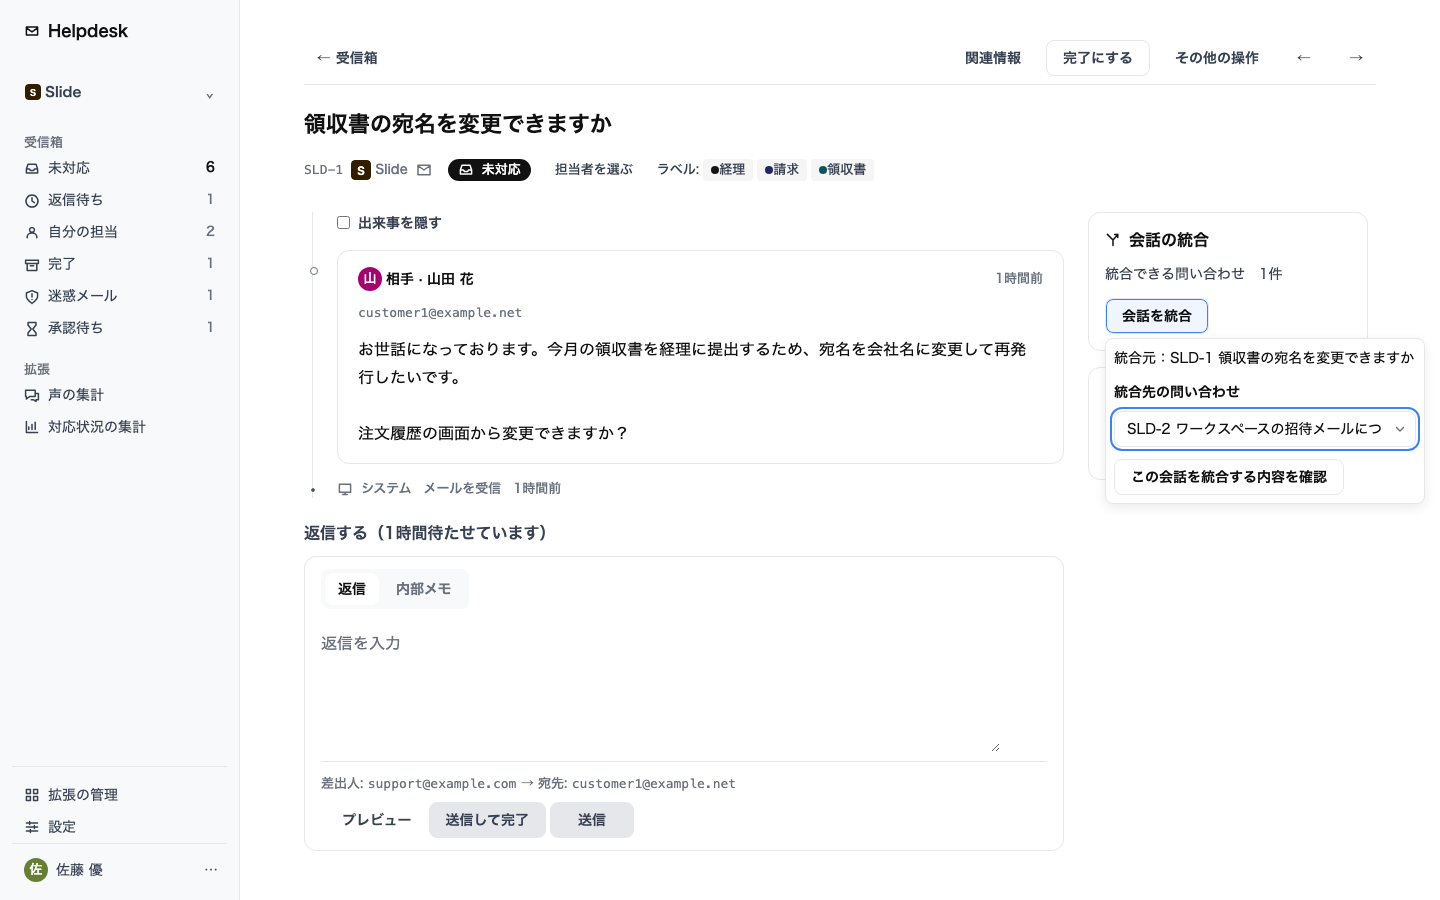 Helpdesk
S Slide
受信箱
未対応 6
返信待ち 1
自分の担当 2
完了 1
迷惑メール 1
承認待ち 1
拡張
声の集計
対応状況の集計
拡張の管理
設定
佐 佐藤 優 …
← 受信箱
関連情報 完了にする その他の操作 ← →
領収書の宛名を変更できますか
SLD-1 S Slide 未対応 担当者を選ぶ ラベル: ●経理 ●請求 ●領収書
出来事を隠す
山 相手 · 山田 花 1時間前
customer1@example.net
お世話になっております。今月の領収書を経理に提出するため、宛名を会社名に変更して再発
行したいです。
注文履歴の画面から変更できますか？
システム メールを受信 1時間前
返信する（1時間待たせています）
返信 内部メモ
返信を入力
差出人: support@example.com → 宛先: customer1@example.net
プレビュー 送信して完了 送信
会話の統合
統合できる問い合わせ 1件
会話を統合
統合元：SLD-1 領収書の宛名を変更できますか
統合先の問い合わせ
SLD-2 ワークスペースの招待メールにつ
この会話を統合する内容を確認